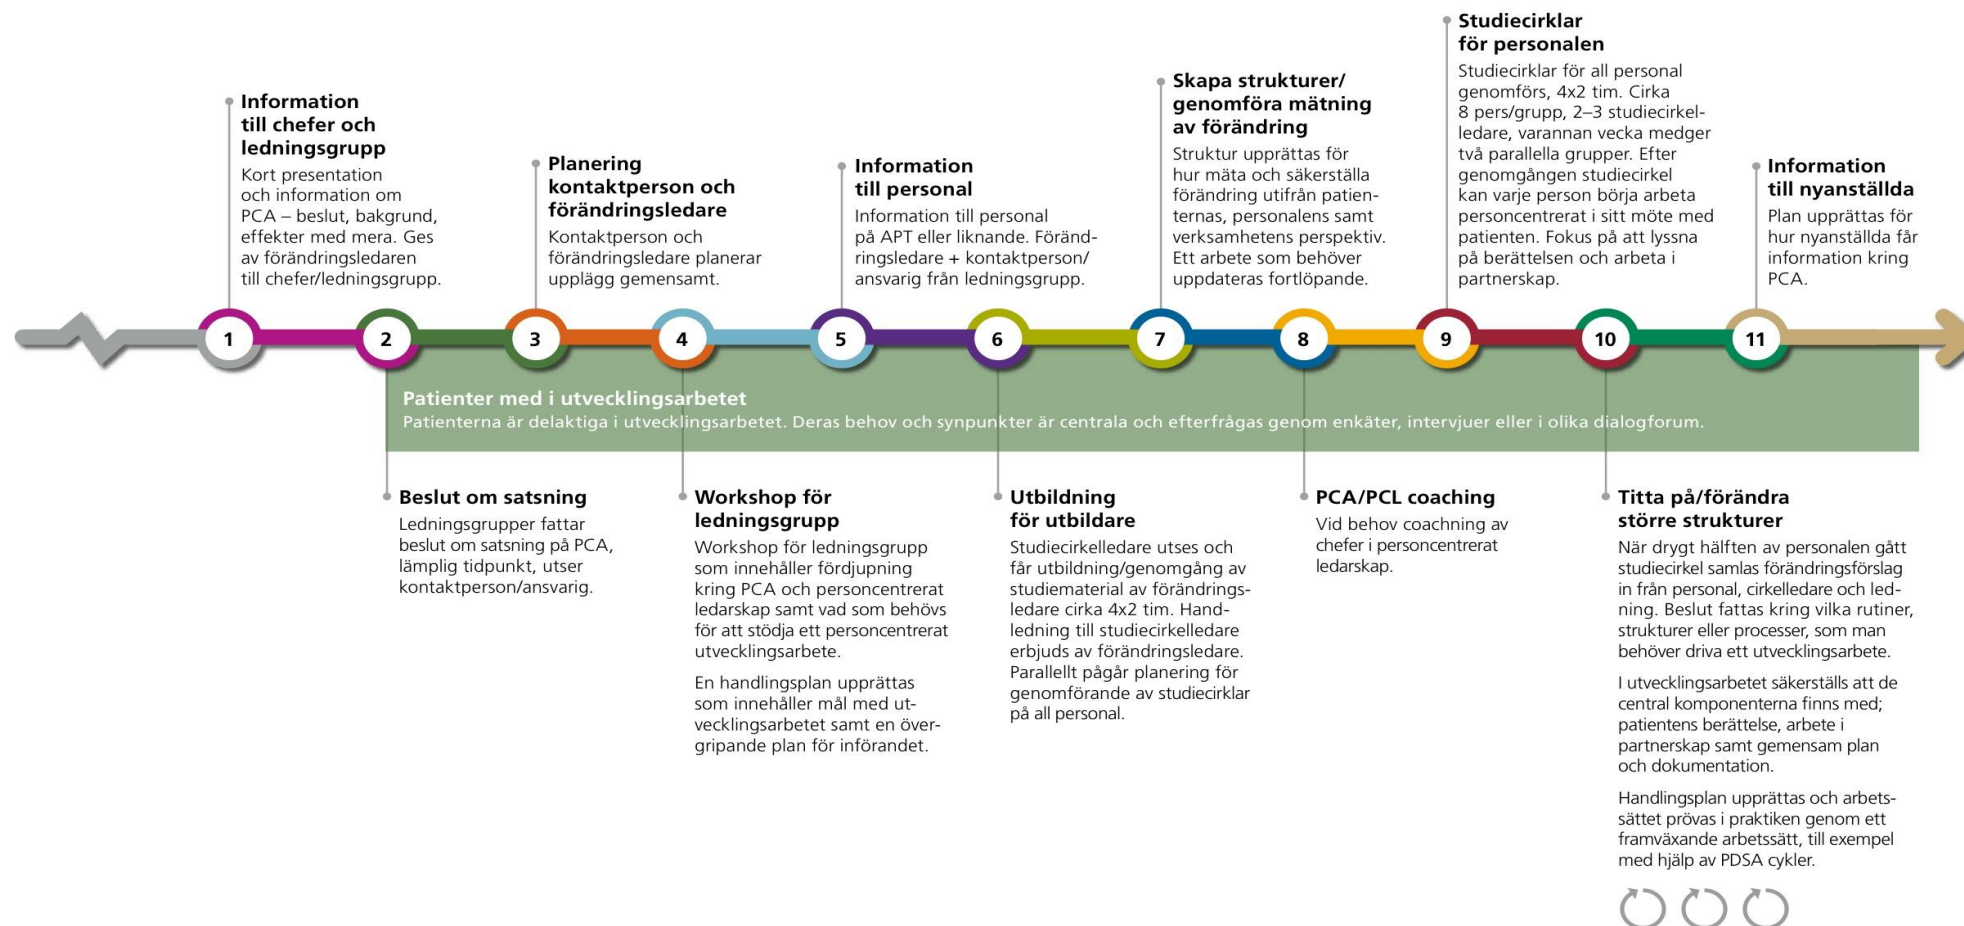 Information
till chefer och
ledningsgrupp
Kort presentation
och information om
PCA – beslut, bakgrund,
effekter med mera. Ges
av förändringsledaren
till chefer/ledningsgrupp.
Planering
kontaktperson och
förändringsledare
Kontaktperson och
förändringsledare planerar
upplägg gemensamt.
Information
till personal
Information till personal
på APT eller liknande. Föränd-
ringsledare + kontaktperson/
ansvarig från ledningsgrupp.
Skapa strukturer/
genomföra mätning
av förändring
Struktur upprättas för
hur mäta och säkerställa
förändring utifrån patien-
ternas, personalens samt
verksamhetens perspektiv.
Ett arbete som behöver
uppdateras fortlöpande.
Studiecirklar
för personalen
Studiecirklar för all personal
genomförs, 4x2 tim. Cirka
8 pers/grupp, 2–3 studiecirkel-
ledare, varannan vecka medger
två parallella grupper. Efter
genomgången studiecirkel
kan varje person börja arbeta
personcentrerat i sitt möte med
patienten. Fokus på att lyssna
på berättelsen och arbeta i
partnerskap.
Information
till nyanställda
Plan upprättas för
hur nyanställda får
information kring
PCA.
1 2 3 4 5 6 7 8 9 10 11
Patienter med i utvecklingsarbetet
Patienterna är delaktiga i utvecklingsarbetet. Deras behov och synpunkter är centrala och efterfrågas genom enkäter, intervjuer eller i olika dialogforum.
Beslut om satsning
Ledningsgrupper fattar
beslut om satsning på PCA,
lämplig tidpunkt, utser
kontaktperson/ansvarig.
Workshop för
ledningsgrupp
Workshop för ledningsgrupp
som innehåller fördjupning
kring PCA och personcentrerat
ledarskap samt vad som behövs
för att stödja ett personcentrerat
utvecklingsarbete.
En handlingsplan upprättas
som innehåller mål med ut-
vecklingsarbetet samt en över-
gripande plan för införandet.
Utbildning
för utbildare
Studiecirkelledare utses och
får utbildning/genomgång av
studiematerial av förändrings-
ledare cirka 4x2 tim. Hand-
ledning till studiecirkelledare
erbjuds av förändringsledare.
Parallellt pågår planering för
genomförande av studiecirklar
på all personal.
PCA/PCL coaching
Vid behov coachning av
chefer i personcentrerat
ledarskap.
Titta på/förändra
större strukturer
När drygt hälften av personalen gått
studiecirkel samlas förändringsförslag
in från personal, cirkelledare och led-
ning. Beslut fattas kring vilka rutiner,
strukturer eller processer, som man
behöver driva ett utvecklingsarbete.
I utvecklingsarbetet säkerställs att de
central komponenterna finns med;
patientens berättelse, arbete i
partnerskap samt gemensam plan
och dokumentation.
Handlingsplan upprättas och arbets-
sättet prövas i praktiken genom ett
framväxande arbetssätt, till exempel
med hjälp av PDSA cykler.